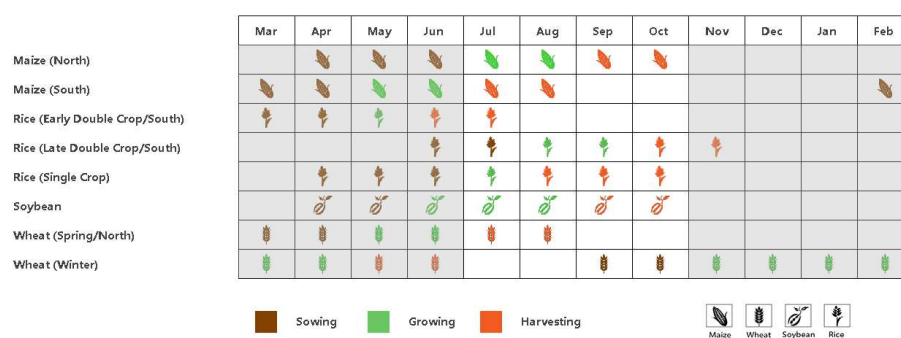 Mar Apr May Jun Jul Aug Sep Oct Nov Dec Jan Feb
Maize (North)
Maize (South)
Rice (Early Double Crop/South)
Rice (Late Double Crop/South)
Rice (Single Crop)
Soybean
Wheat (Spring/North)
Wheat (Winter)
Sowing Growing Harvesting
Maize Wheat Soybean Rice